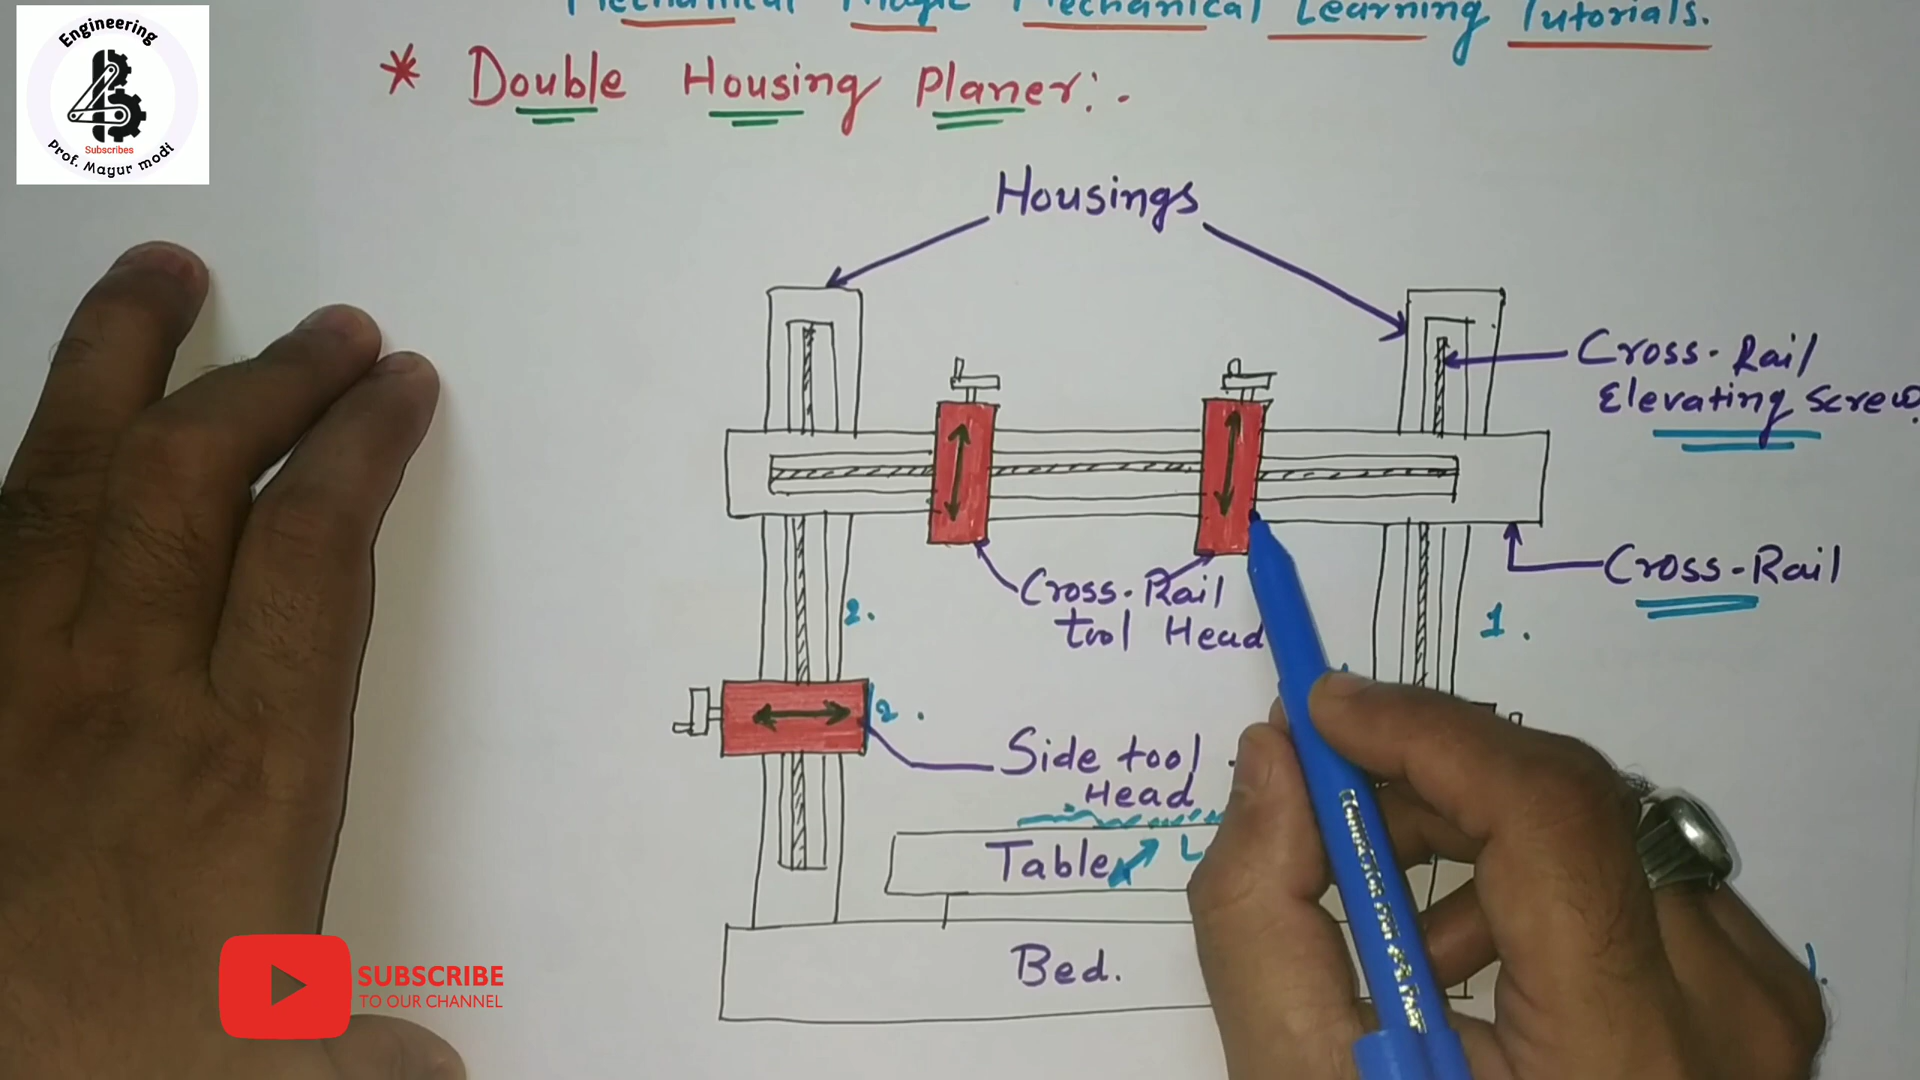 Mechanical Magic Mechanical Learning Tutorials.
* Double Housing Planer:-
Engineering
Subscribes
Prof. Mayur modi
Housings
Cross-Rail
Elevating Screw.
Cross-Rail
Cross-Rail
tool Head
2.
1.
2.
Side tool
Head
Table
Bed.
SUBSCRIBE
TO OUR CHANNEL